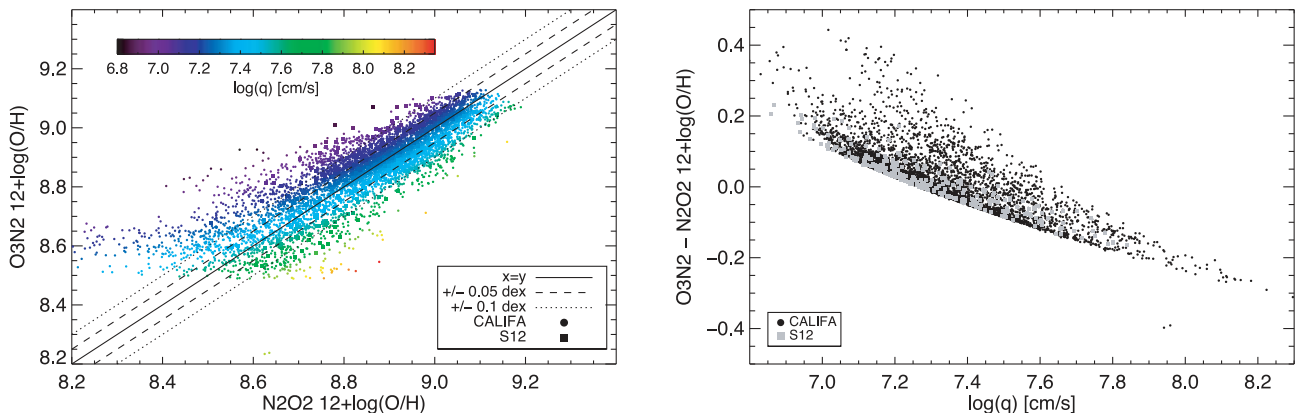 6.8 7.0 7.2 7.4 7.6 7.8 8.0 8.2
log(q) [cm/s]
O3N2 12+log(O/H)
9.2
9.0
8.8
8.6
8.4
8.2
8.2 8.4 8.6 8.8 9.0 9.2
N2O2 12+log(O/H)
x=y
+/− 0.05 dex
+/− 0.1 dex
CALIFA
S12
O3N2 − N2O2 12+log(O/H)
0.4
0.2
0.0
−0.2
−0.4
7.0 7.2 7.4 7.6 7.8 8.0 8.2
log(q) [cm/s]
CALIFA
S12